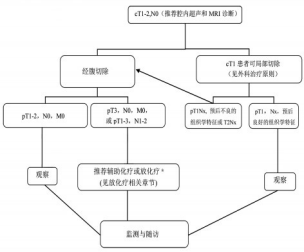 cT1-2,N0（推荐腔内超声和 MRI 诊断）
经腹切除
cT1 患者可局部切除
（见外科治疗原则）
pT1-2，N0，M0
pT3，N0，M0，
或 pT1-3，N1-2
pT1Nx，预后不良的
组织学特征或 T2Nx
pT1，Nx，预后
良好的组织学特征
观察
推荐辅助化疗或放化疗
（见放化疗相关章节）
观察
监测与随访